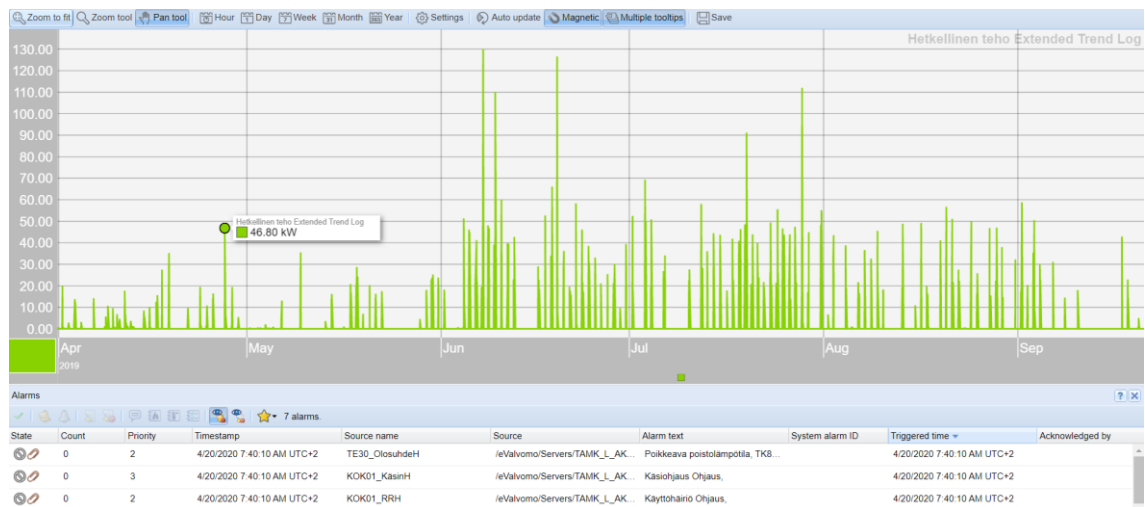 Zoom to fit Zoom tool Pan tool Hour Day Week Month Year Settings Auto update Magnetic Multiple tooltips Save
Hetkellinen teho Extended Trend Log
130.00
120.00
110.00
100.00
90.00
80.00
70.00
60.00
50.00
Hetkellinen teho Extended Trend Log
46.80 kW
40.00
30.00
20.00
10.00
0.00
Apr May Jun Jul Aug Sep
2019
Alarms
7 alarms.
State Count Priority Timestamp Source name Source Alarm text System alarm ID Triggered time Acknowledged by
0 2 4/20/2020 7:40:10 AM UTC+2 TE30_OlosuhdeH /eValvomo/Servers/TAMK_L_AK... Poikkeava poistolämpötila, TK8... 4/20/2020 7:40:10 AM UTC+2
0 3 4/20/2020 7:40:10 AM UTC+2 KOK01_KasinH /eValvomo/Servers/TAMK_L_AK... Käsiohjaus Ohjaus, 4/20/2020 7:40:10 AM UTC+2
0 2 4/20/2020 7:40:10 AM UTC+2 KOK01_RRH /eValvomo/Servers/TAMK_L_AK... Käyttöhäiriö Ohjaus, 4/20/2020 7:40:10 AM UTC+2